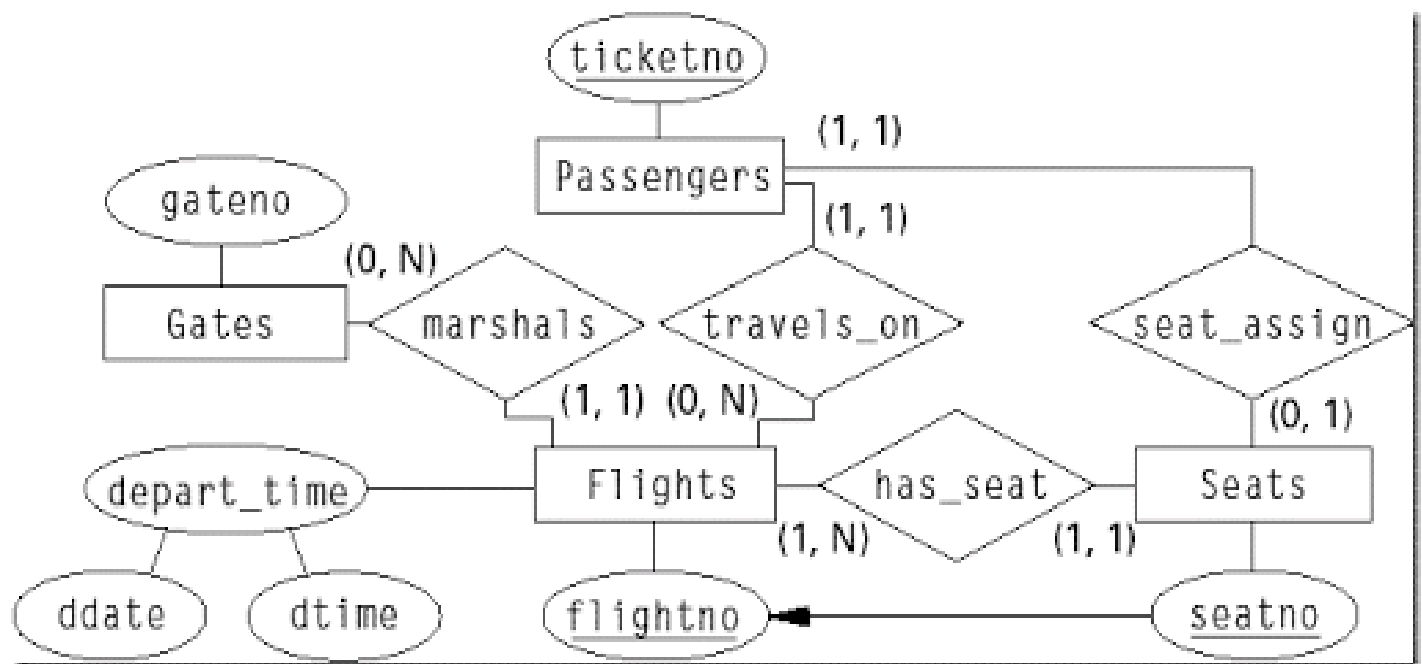 ticketno
(1, 1)
Passengers
gateno
(1, 1)
(0, N)
Gates
marshals
travels_on
seat_assign
(1, 1)
(0, N)
(0, 1)
depart_time
Flights
has_seat
Seats
(1, N)
(1, 1)
ddate
dtime
flightno
seatno